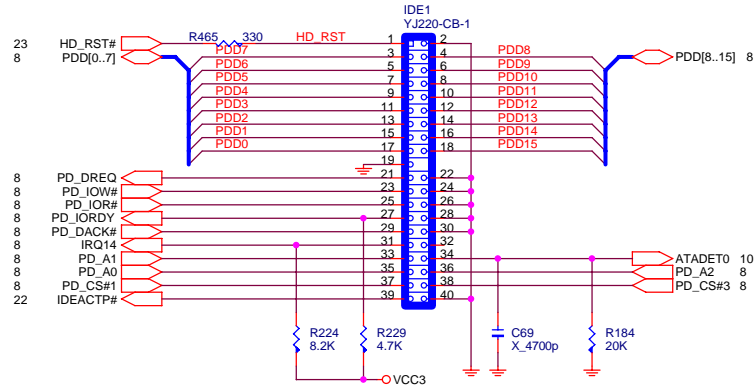 IDE1
YJ220-CB-1
23 HD_RST# R465 330 HD_RST 1 2
8 PDD[0..7] PDD7 3 4 PDD8 PDD[8..15] 8
PDD6 5 6 PDD9
PDD5 7 8 PDD10
PDD4 9 10 PDD11
PDD3 11 12 PDD12
PDD2 13 14 PDD13
PDD1 15 16 PDD14
PDD0 17 18 PDD15
19
8 PD_DREQ 21 22
8 PD_IOW# 23 24
8 PD_IOR# 25 26
8 PD_IORDY 27 28
8 PD_DACK# 29 30
8 IRQ14 31 32
8 PD_A1 33 34 ATADET0 10
8 PD_A0 35 36 PD_A2 8
8 PD_CS#1 37 38 PD_CS#3 8
22 IDEACTP# 39 40
R224 R229 C69 R184
8.2K 4.7K X_4700p 20K
VCC3